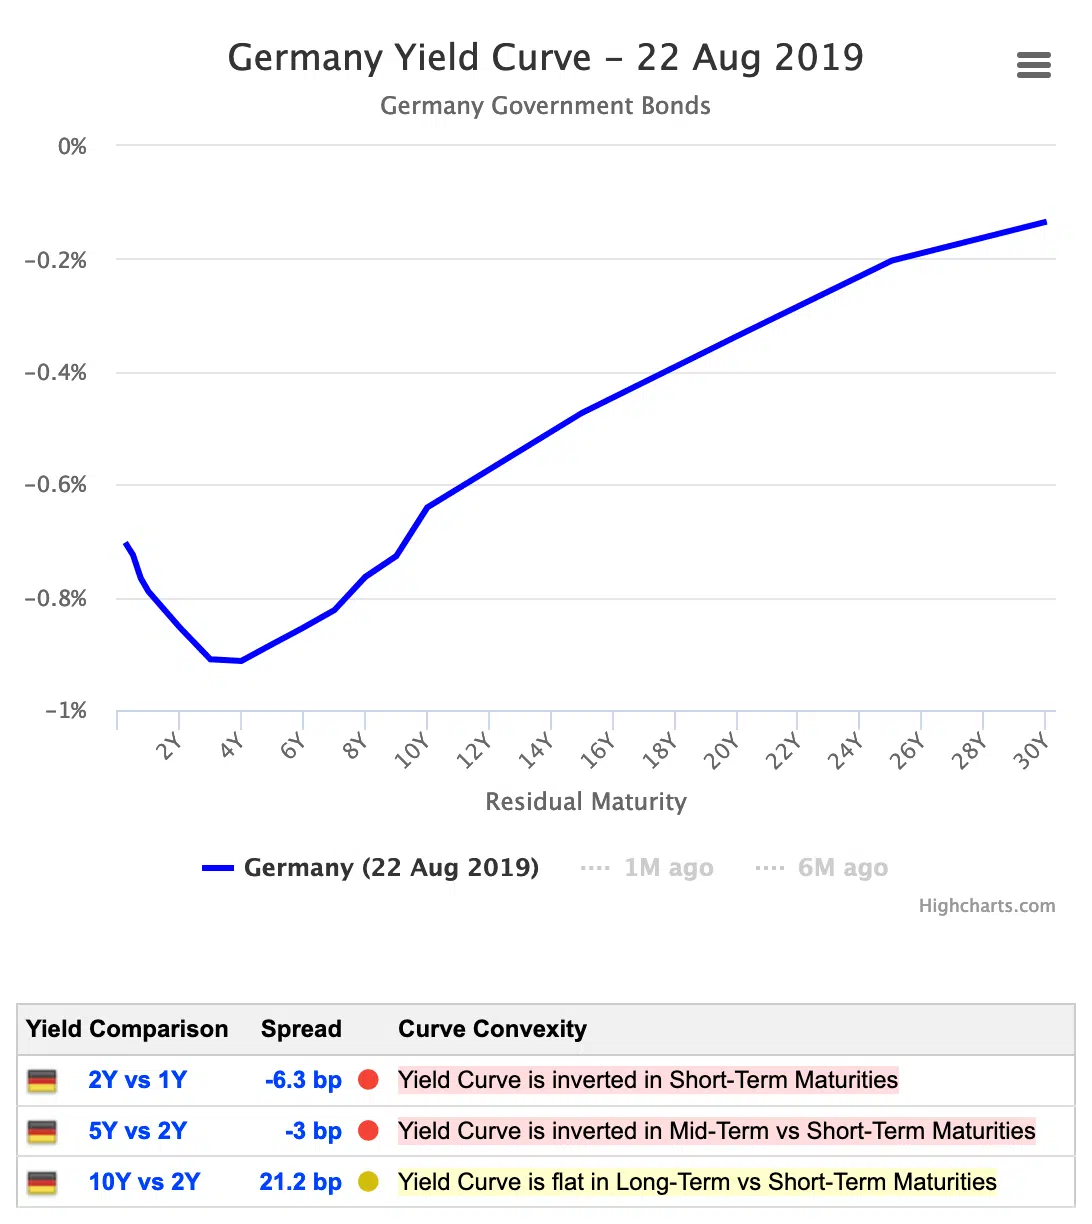 Germany Yield Curve – 22 Aug 2019
Germany Government Bonds
0%
−0.2%
−0.4%
−0.6%
−0.8%
−1%
2Y 4Y 6Y 8Y 10Y 12Y 14Y 16Y 18Y 20Y 22Y 24Y 26Y 28Y 30Y
Residual Maturity
Germany (22 Aug 2019) 1M ago 6M ago
Highcharts.com
Yield Comparison Spread Curve Convexity
2Y vs 1Y -6.3 bp Yield Curve is inverted in Short-Term Maturities
5Y vs 2Y -3 bp Yield Curve is inverted in Mid-Term vs Short-Term Maturities
10Y vs 2Y 21.2 bp Yield Curve is flat in Long-Term vs Short-Term Maturities